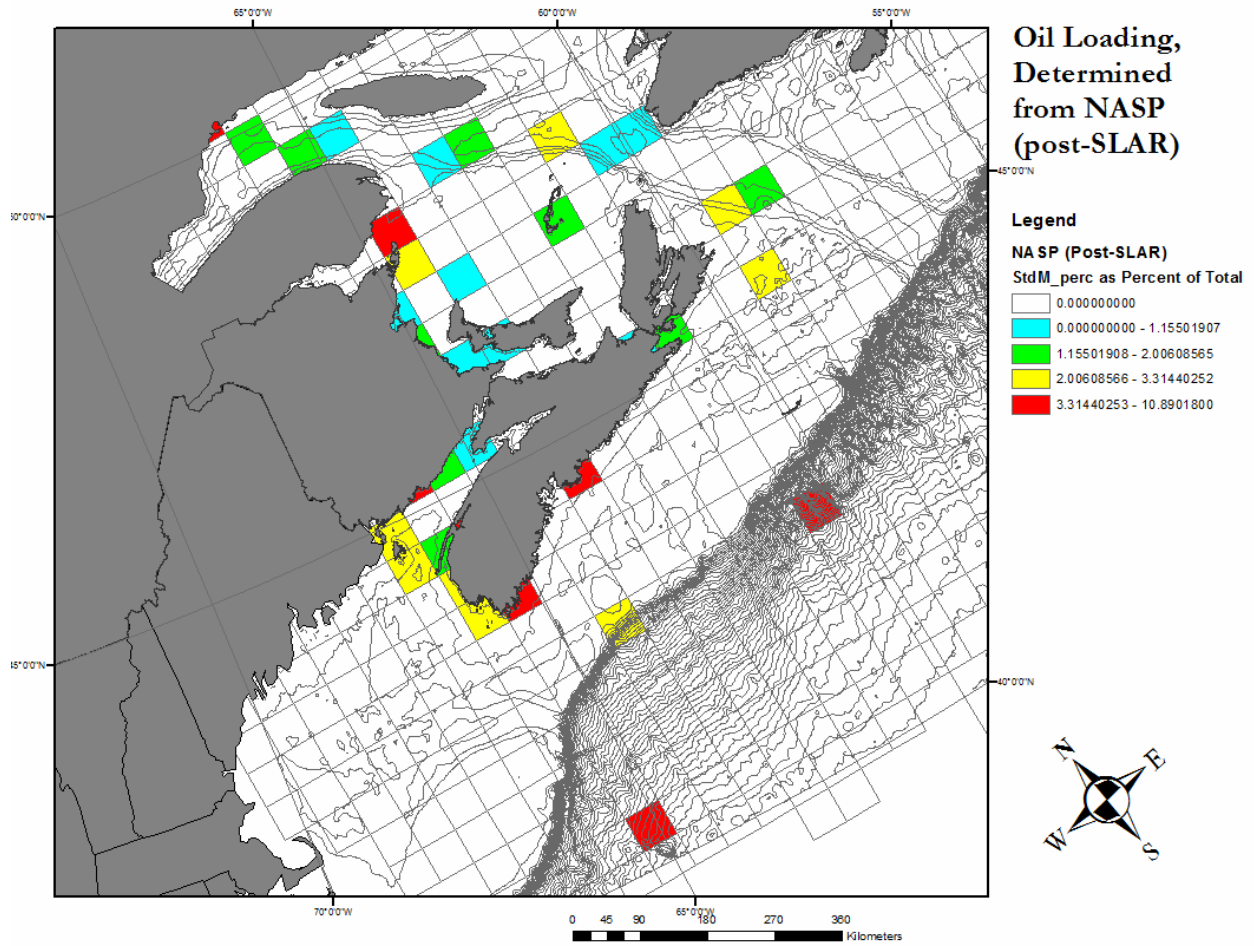 65°0'0"W
60°0'0"W
55°0'0"W
Oil Loading,
Determined
from NASP
(post-SLAR)
45°0'0"N
Legend
NASP (Post-SLAR)
StdM_perc as Percent of Total
0.000000000
0.000000000 - 1.15501907
1.15501908 - 2.00608565
2.00608566 - 3.31440252
3.31440253 - 10.8901800
50°0'0"N
45°0'0"N
40°0'0"N
N
E
W
S
70°0'0"W
65°0'0"W
0 45 90 180 270 360
Kilometers